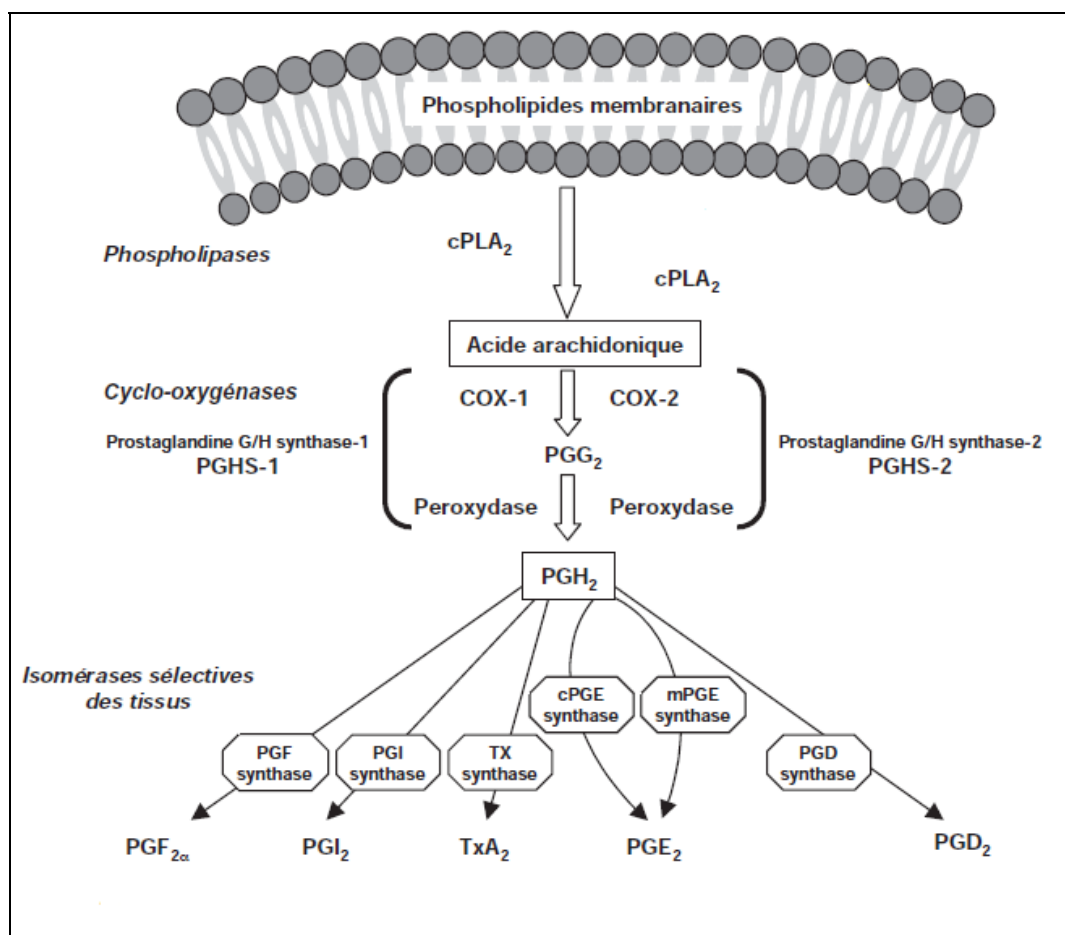 Phospholipides membranaires
Phospholipases
cPLA2
cPLA2
Acide arachidonique
Cyclo-oxygénases
COX-1
COX-2
Prostaglandine G/H synthase-1
PGHS-1
PGG2
Prostaglandine G/H synthase-2
PGHS-2
Peroxydase
Peroxydase
PGH2
Isomérases sélectives
des tissus
cPGE
synthase
mPGE
synthase
PGF
synthase
PGI
synthase
TX
synthase
PGD
synthase
PGF2α
PGI2
TxA2
PGE2
PGD2